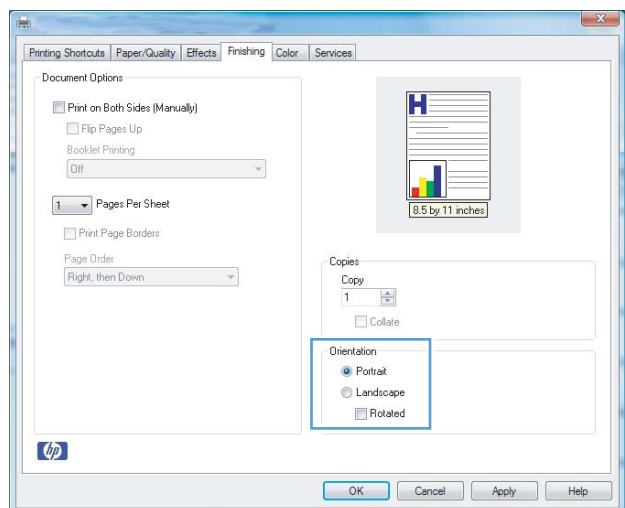 Printing Shortcuts Paper/Quality Effects Finishing Color Services
Document Options
Print on Both Sides (Manually)
Flip Pages Up
Booklet Printing
Off
1 Pages Per Sheet
Print Page Borders
Page Order
Right, then Down
H
8.5 by 11 inches
Copies
Copy
1
Collate
Orientation
Portrait
Landscape
Rotated
hp
OK Cancel Apply Help